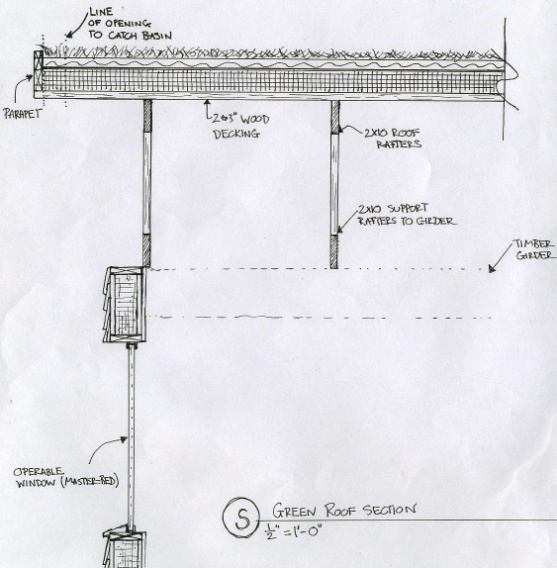 LINE
OF OPENING
TO CATCH BASIN
PARAPET
WOOD
DECKING
2X10 ROOF
RAFTERS
2X10 SUPPORT
RAFTERS TO GIRDER
TIMBER
GIRDER
OPERABLE
WINDOW (MASTER-BED)
S
GREEN ROOF SECTION
½" = 1'-0"